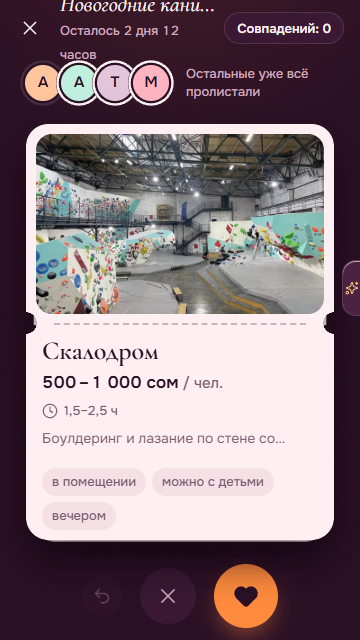 Новогодние кани...
Осталось 2 дня 12
часов
Совпадений: 0
А А Т М
Остальные уже всё
пролистали
Скалодром
500 – 1 000 сом / чел.
1,5–2,5 ч
Боулдеринг и лазание по стене со...
в помещении можно с детьми
вечером